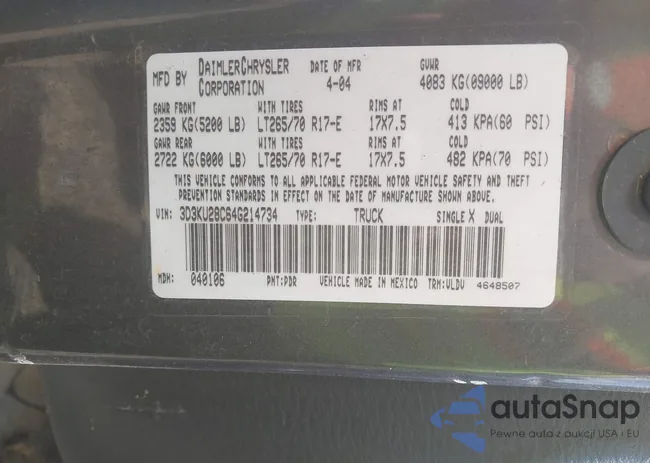 MFD BY DAIMLERCHRYSLER CORPORATION DATE OF MFR 4-04 GVWR 4083 KG(09000 LB)
GAWR FRONT WITH TIRES RIMS AT COLD
2359 KG(5200 LB) LT265/70 R17-E 17X7.5 413 KPA(60 PSI)
GAWR REAR WITH TIRES RIMS AT COLD
2722 KG(6000 LB) LT265/70 R17-E 17X7.5 482 KPA(70 PSI)
THIS VEHICLE CONFORMS TO ALL APPLICABLE FEDERAL MOTOR VEHICLE SAFETY AND THEFT
PREVENTION STANDARDS IN EFFECT ON THE DATE OF MANUFACTURE SHOWN ABOVE.
VIN: 3D3KU28C64G214734 TYPE: TRUCK SINGLE X DUAL
MDH: 040106 PNT:PDR VEHICLE MADE IN MEXICO TRM:VLDV 4648507
autaSnap
Pewne auta z aukcji USA i EU